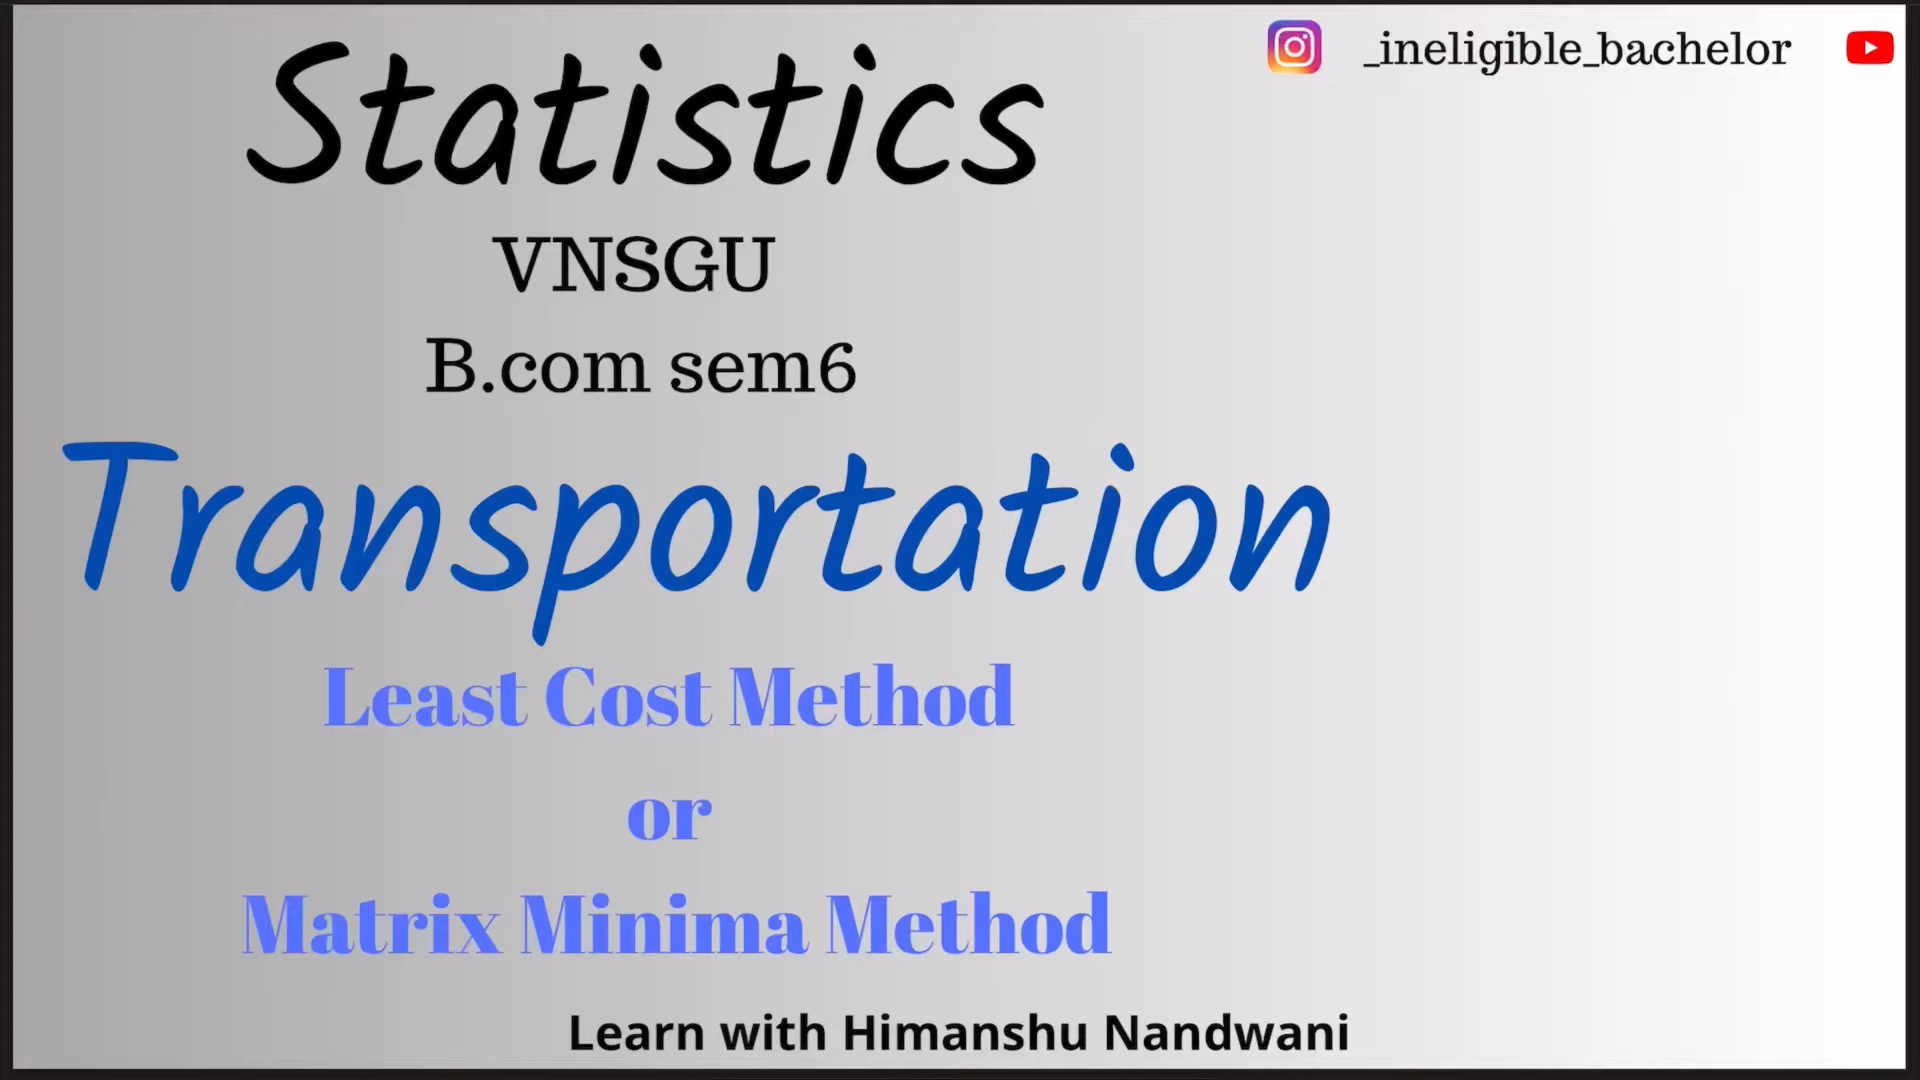 _ineligible_bachelor
Statistics
VNSGU
B.com sem6
Transportation
Least Cost Method
or
Matrix Minima Method
Learn with Himanshu Nandwani